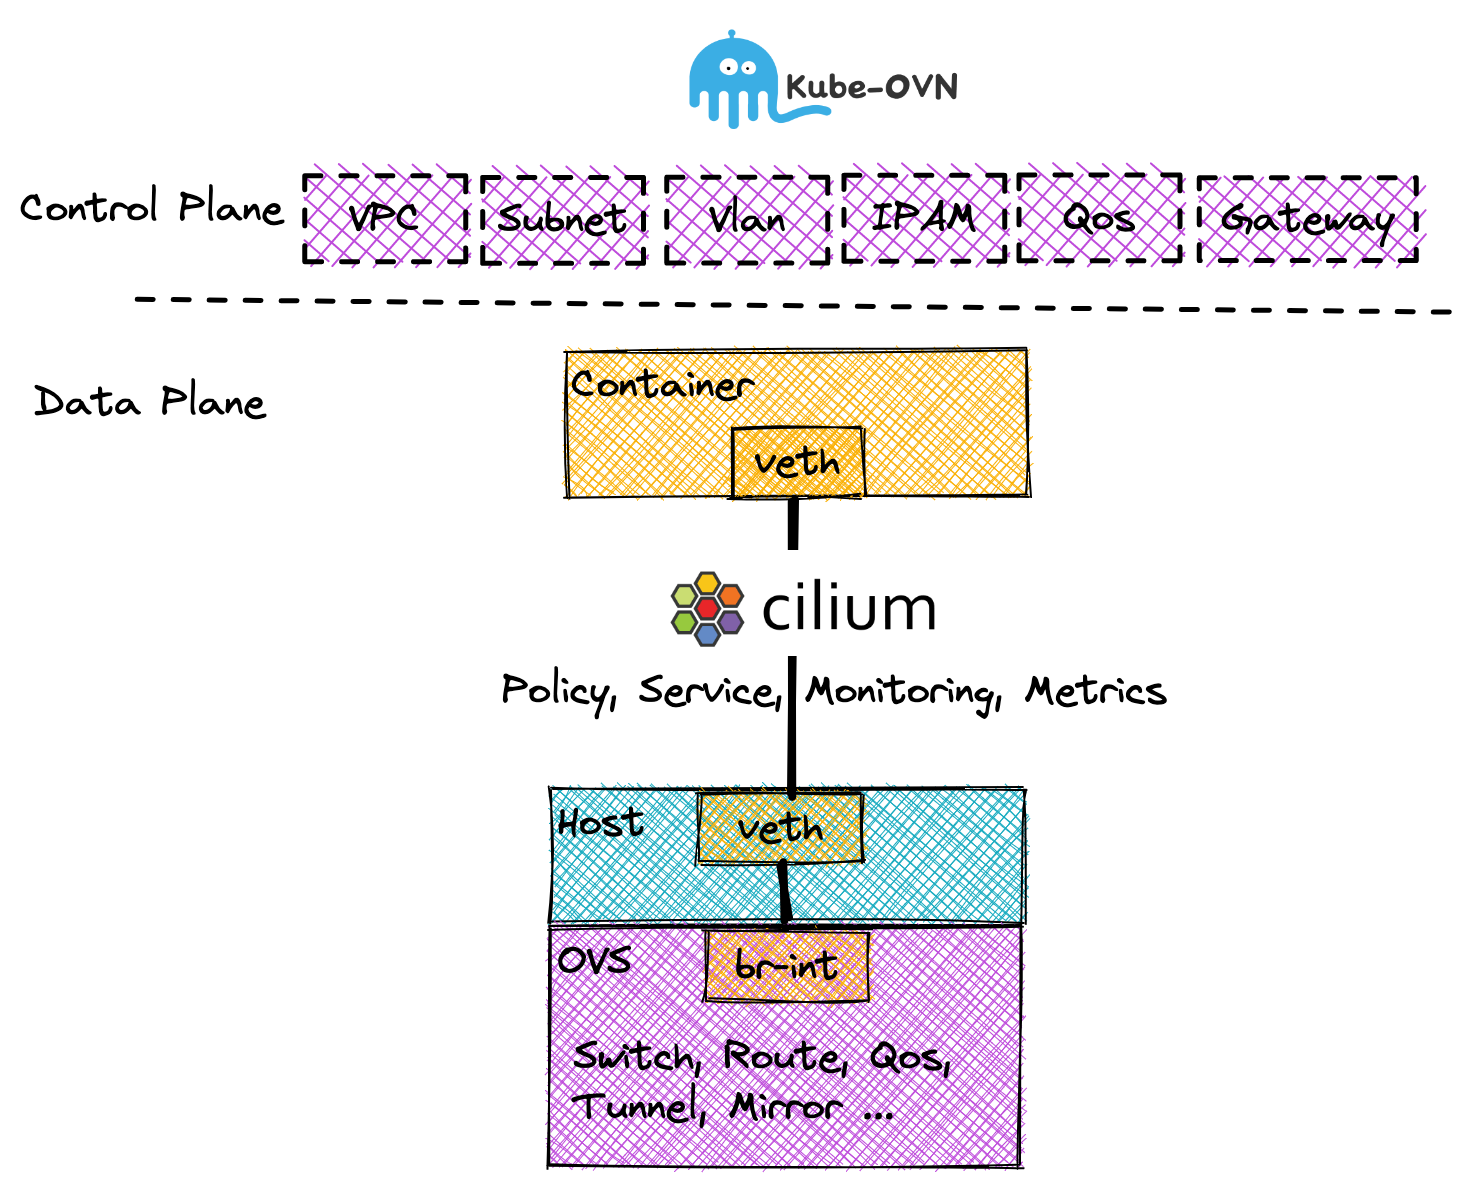 Kube-OVN
Control Plane
VPC
Subnet
Vlan
IPAM
Qos
Gateway
Data Plane
Container
veth
cilium
Policy, Service, Monitoring, Metrics
Host
veth
OVS
br-int
Switch, Route, Qos,
Tunnel, Mirror ...